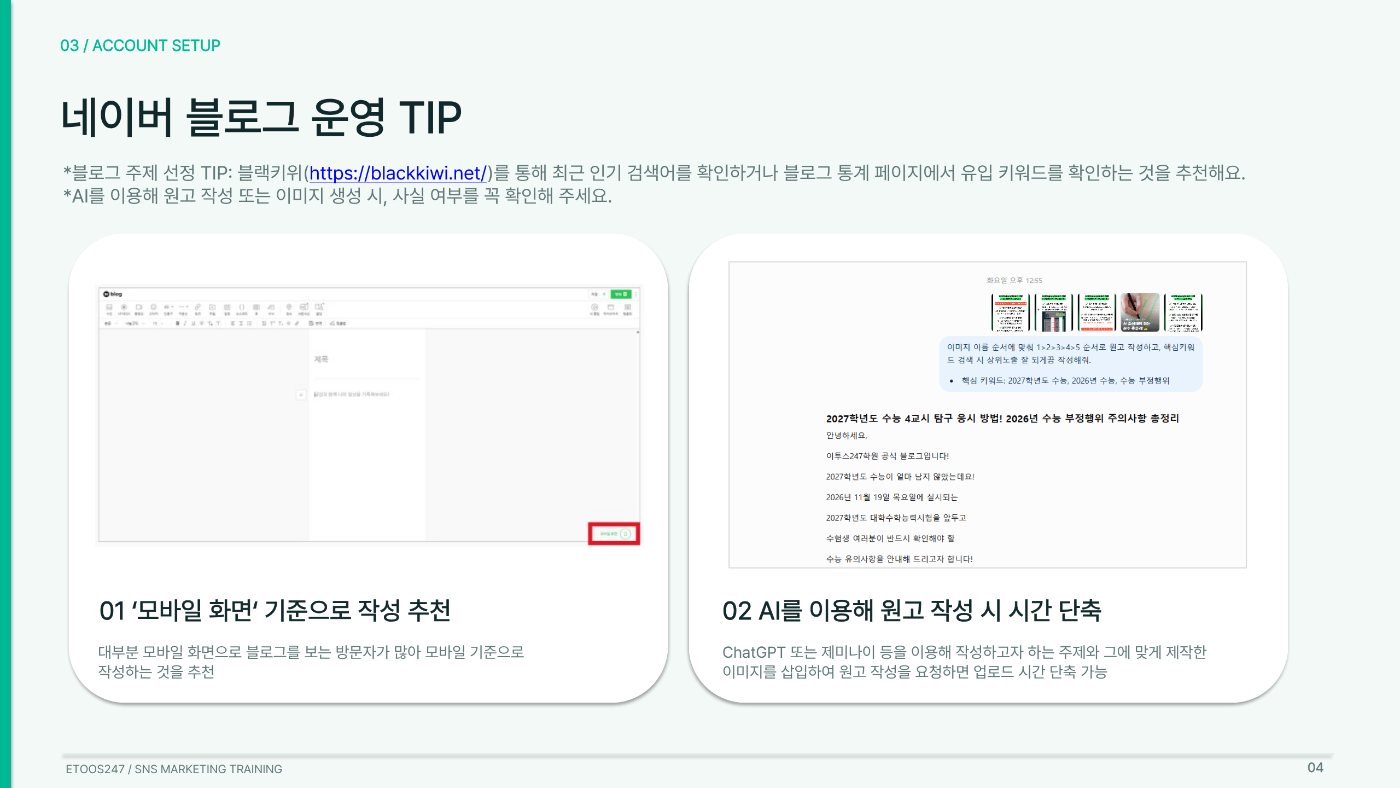 03 / ACCOUNT SETUP
네이버 블로그 운영 TIP
*블로그 주제 선정 TIP: 블랙키위(https://blackkiwi.net/)를 통해 최근 인기 검색어를 확인하거나 블로그 통계 페이지에서 유입 키워드를 확인하는 것을 추천해요.
*AI를 이용해 원고 작성 또는 이미지 생성 시, 사실 여부를 꼭 확인해 주세요.
blog
제목
01 ‘모바일 화면‘ 기준으로 작성 추천
대부분 모바일 화면으로 블로그를 보는 방문자가 많아 모바일 기준으로
작성하는 것을 추천
화요일 오후 12:55
이미지 이름 순서에 맞춰 1>2>3>4>5 순서로 원고 작성하고, 핵심키워
드 검색 시 상위노출 잘 되게끔 작성해줘.
• 핵심 키워드: 2027학년도 수능, 2026년 수능, 수능 부정행위
2027학년도 수능 4교시 탐구 응시 방법! 2026년 수능 부정행위 주의사항 총정리
안녕하세요.
이투스247학원 공식 블로그입니다!
2027학년도 수능이 얼마 남지 않았는데요!
2026년 11월 19일 목요일에 실시되는
2027학년도 대학수학능력시험을 앞두고
수험생 여러분이 반드시 확인해야 할
수능 유의사항을 안내해 드리고자 합니다!
02 AI를 이용해 원고 작성 시 시간 단축
ChatGPT 또는 제미나이 등을 이용해 작성하고자 하는 주제와 그에 맞게 제작한
이미지를 삽입하여 원고 작성을 요청하면 업로드 시간 단축 가능
ETOOS247 / SNS MARKETING TRAINING
04